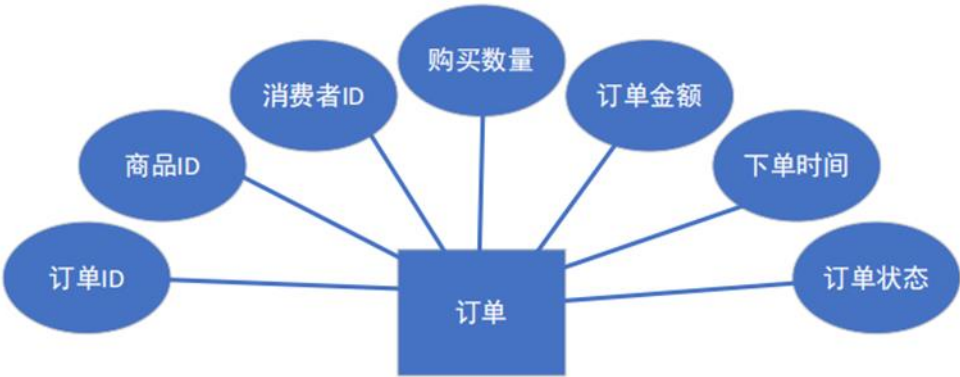 购买数量
消费者ID
订单金额
商品ID
下单时间
订单ID
订单状态
订单